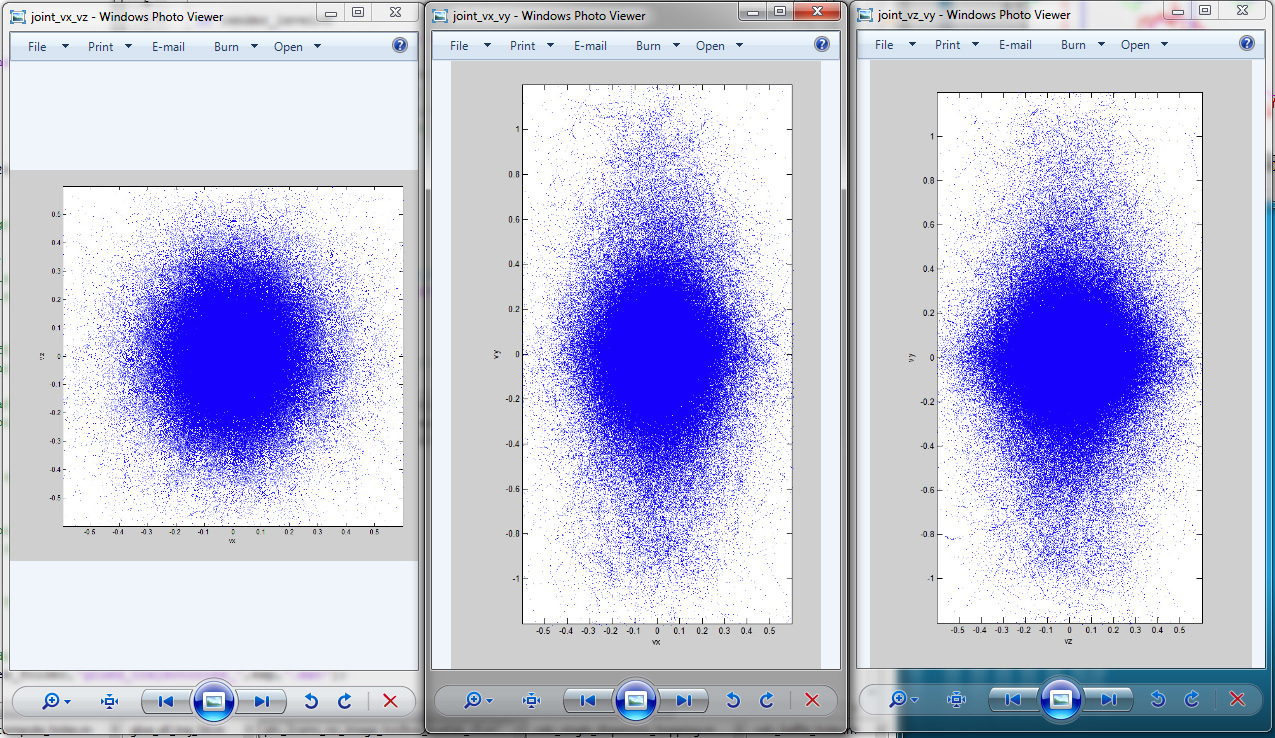 joint_vx_vz - Windows Photo Viewer
File Print E-mail Burn Open
0.5
0.4
0.3
0.2
0.1
0
-0.1
-0.2
-0.3
-0.4
-0.5
vz
-0.5 -0.4 -0.3 -0.2 -0.1 0 0.1 0.2 0.3 0.4 0.5
vx
joint_vx_vy - Windows Photo Viewer
File Print E-mail Burn Open
1
0.8
0.6
0.4
0.2
0
-0.2
-0.4
-0.6
-0.8
-1
vy
-0.5 -0.4 -0.3 -0.2 -0.1 0 0.1 0.2 0.3 0.4 0.5
vx
joint_vz_vy - Windows Photo Viewer
File Print E-mail Burn Open
1
0.8
0.6
0.4
0.2
0
-0.2
-0.4
-0.6
-0.8
-1
vy
-0.5 -0.4 -0.3 -0.2 -0.1 0 0.1 0.2 0.3 0.4 0.5
vz